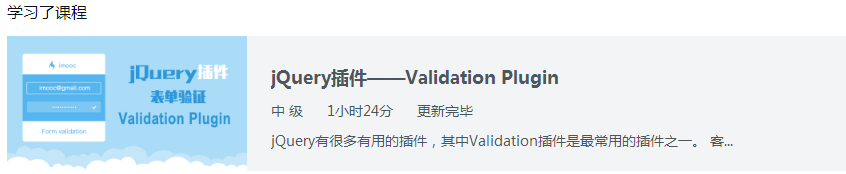 学习了课程
imooc
imooc@gmail.com
Form validation
jQuery插件
表单验证
Validation Plugin
jQuery插件——Validation Plugin
中级 1小时24分 更新完毕
jQuery有很多有用的插件，其中Validation插件是最常用的插件之一。 客...